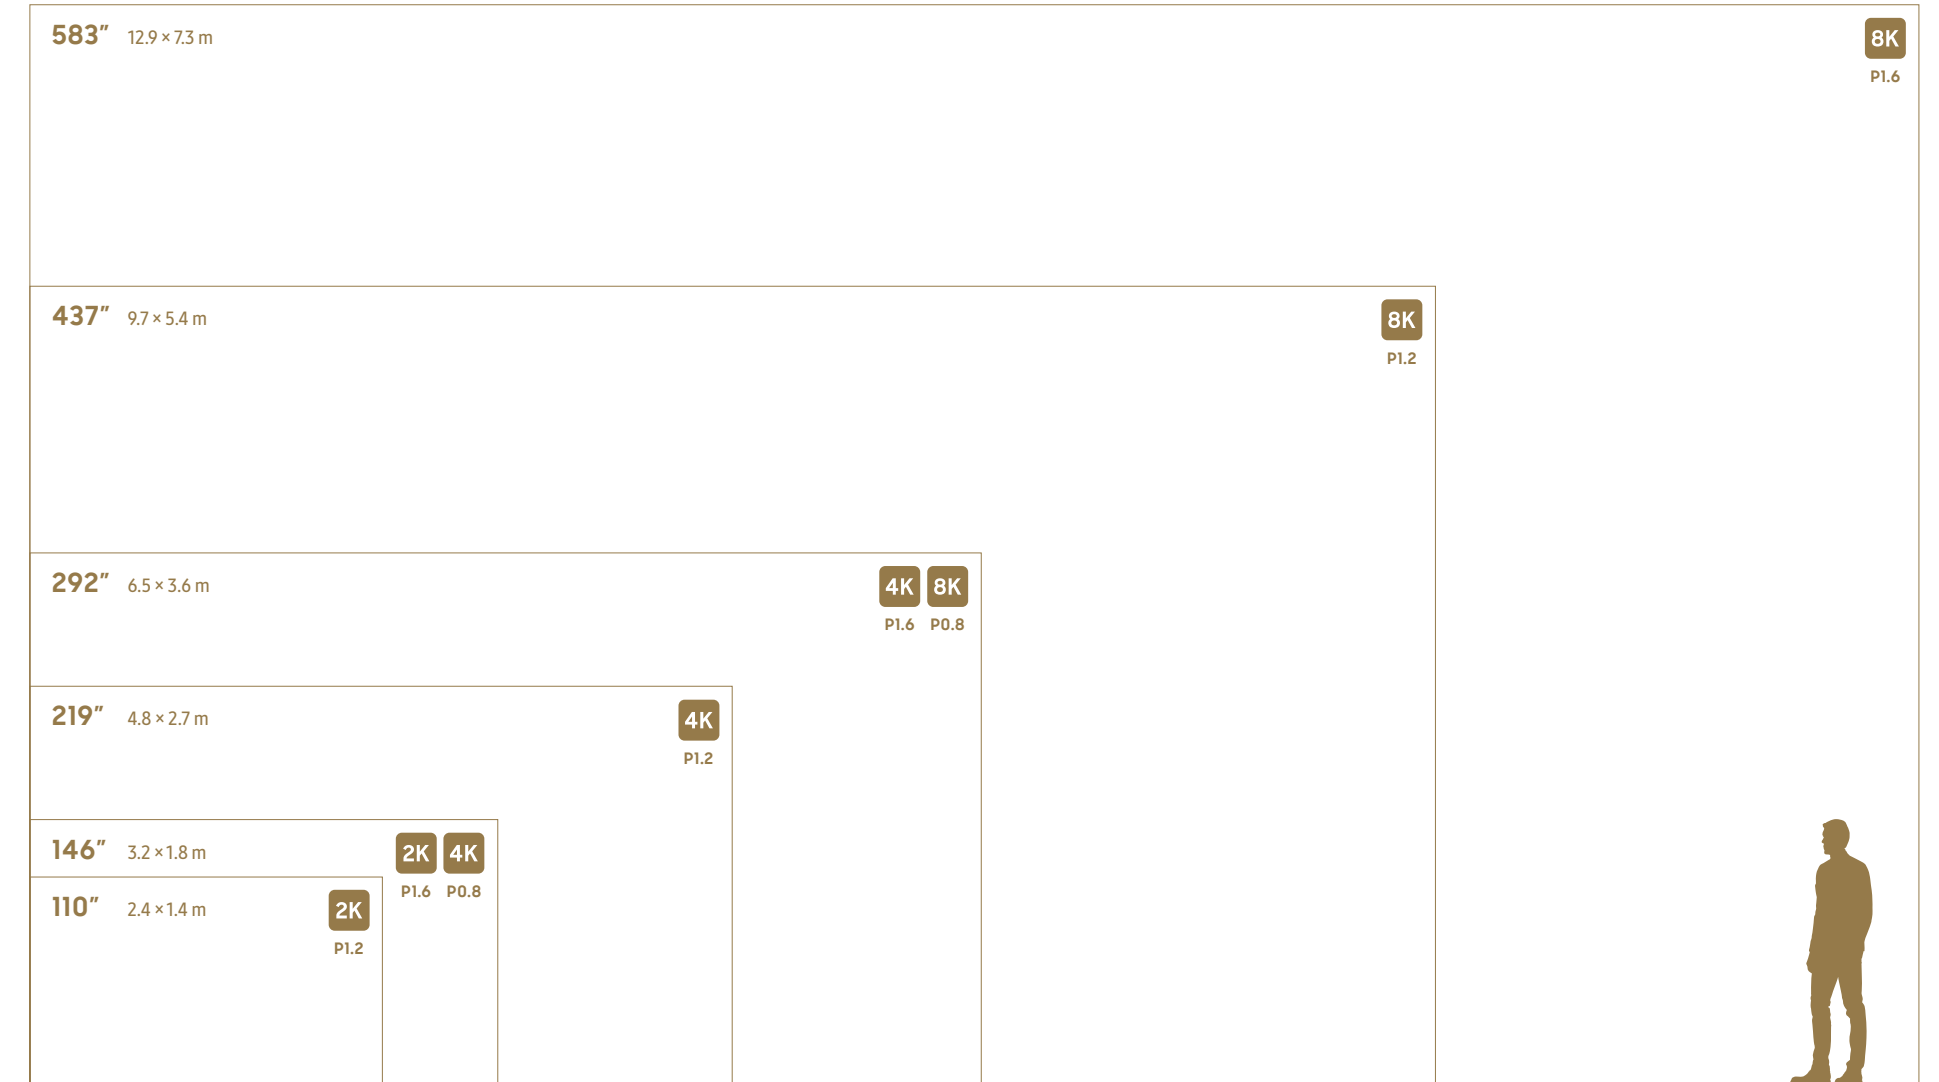 583″ 12.9 × 7.3 m 8K
P1.6
437″ 9.7 × 5.4 m 8K
P1.2
292″ 6.5 × 3.6 m 4K 8K
P1.6 P0.8
219″ 4.8 × 2.7 m 4K
P1.2
146″ 3.2 × 1.8 m 2K 4K
P1.6 P0.8
110″ 2.4 × 1.4 m 2K
P1.2